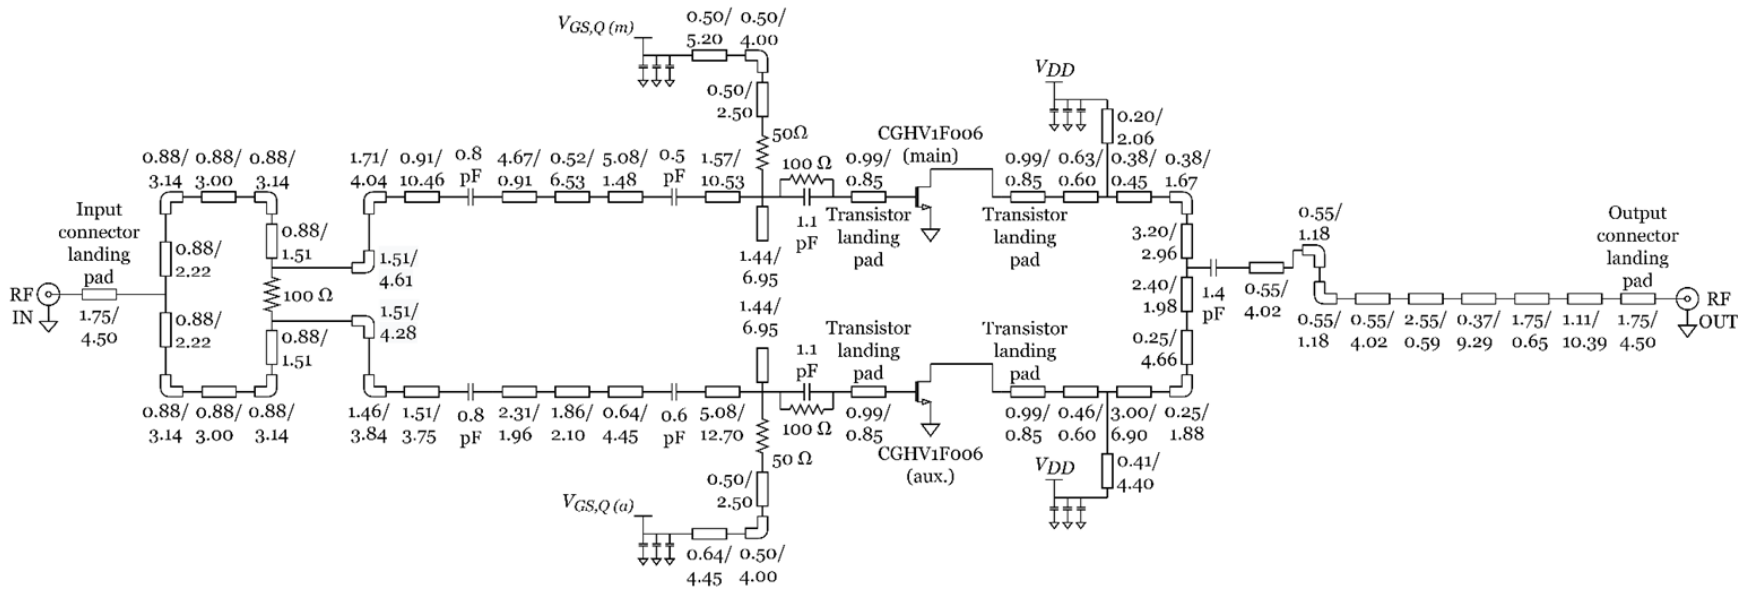 V_GS,Q (m)
0.50/ 0.50/
5.20 4.00
0.50/
2.50
50Ω
V_DD
0.20/
2.06
CGHV1F006
(main)
0.88/ 0.88/ 0.88/
3.14 3.00 3.14
1.71/ 0.91/ 0.8 4.67/ 0.52/ 5.08/ 0.5 1.57/
4.04 10.46 pF 0.91 6.53 1.48 pF 10.53
100 Ω 0.99/
0.85
0.99/ 0.63/ 0.38/ 0.38/
0.85 0.60 0.45 1.67
Input
connector
landing
pad
0.88/
2.22
0.88/
1.51
1.51/
4.61
1.1
pF
Transistor
landing
pad
Transistor
landing
pad
1.44/
6.95
3.20/
2.96
0.55/
1.18
Output
connector
landing
pad
RF
IN
1.75/
4.50
100 Ω
2.40/
1.98
1.4
pF
0.55/
4.02
RF
OUT
0.55/ 0.55/ 2.55/ 0.37/ 1.75/ 1.11/ 1.75/
1.18 4.02 0.59 9.29 0.65 10.39 4.50
0.88/
2.22
0.88/
1.51
1.51/
4.28
1.44/
6.95
1.1
pF
Transistor
landing
pad
Transistor
landing
pad
0.25/
4.66
0.88/ 0.88/ 0.88/
3.14 3.00 3.14
1.46/ 1.51/ 0.8 2.31/ 1.86/ 0.64/ 0.6 5.08/
3.84 3.75 pF 1.96 2.10 4.45 pF 12.70
100 Ω 0.99/
0.85
0.99/ 0.46/ 3.00/ 0.25/
0.85 0.60 6.90 1.88
50 Ω
CGHV1F006
(aux.)
V_DD
0.41/
4.40
0.50/
2.50
V_GS,Q (a)
0.64/ 0.50/
4.45 4.00